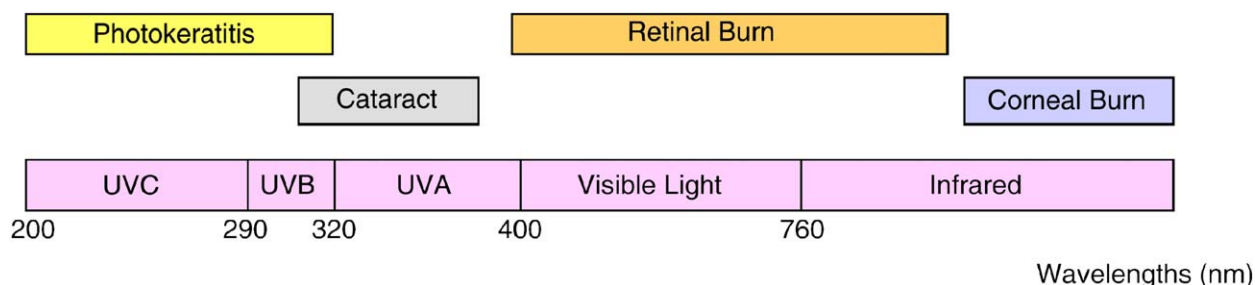 Photokeratitis
Retinal Burn
Cataract
Corneal Burn
UVC UVB UVA Visible Light Infrared
200 290 320 400 760
Wavelengths (nm)